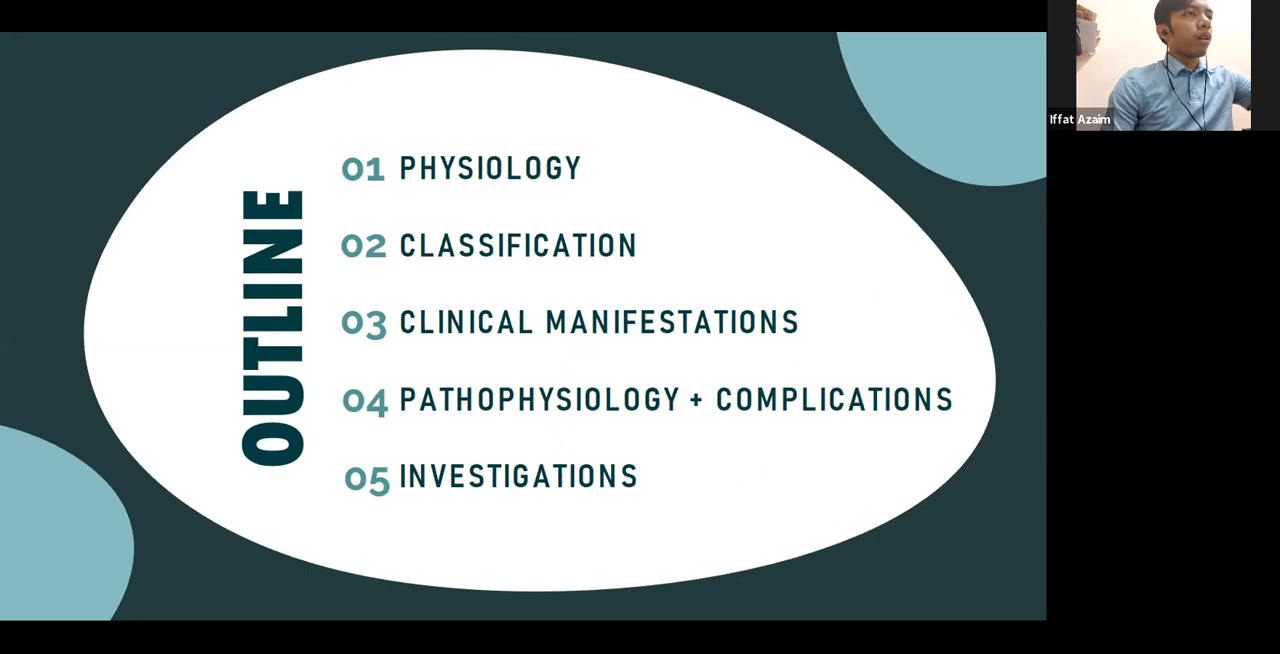 OUTLINE
01 PHYSIOLOGY
02 CLASSIFICATION
03 CLINICAL MANIFESTATIONS
04 PATHOPHYSIOLOGY + COMPLICATIONS
05 INVESTIGATIONS
Iffat Azaim